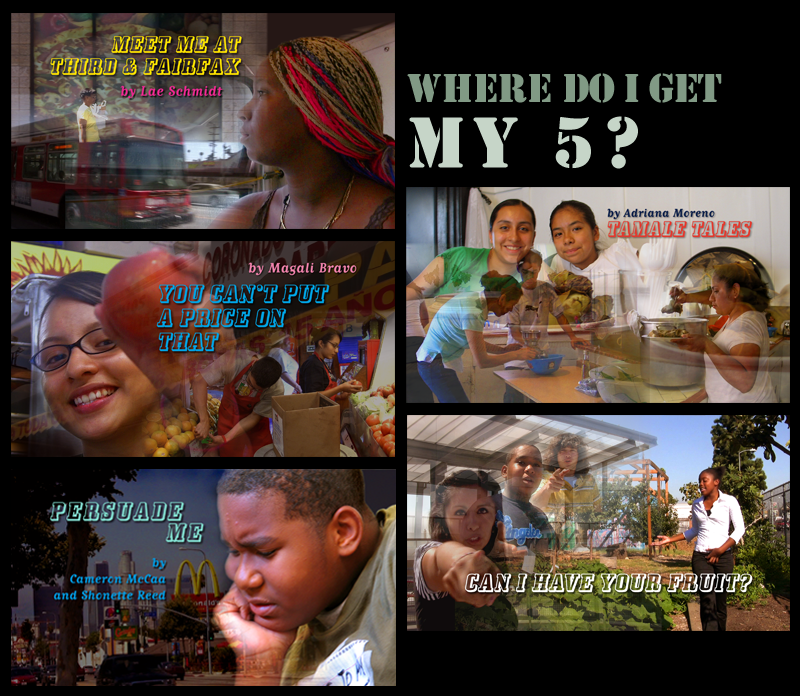 MEET ME AT
THIRD & FAIRFAX
by Lae Schmidt
WHERE DO I GET
MY 5?
by Adriana Moreno
TAMALE TALES
by Magali Bravo
YOU CAN'T PUT
A PRICE ON
THAT
PERSUADE
ME
by
Cameron McCaa
and Shonette Reed
CAN I HAVE YOUR FRUIT?